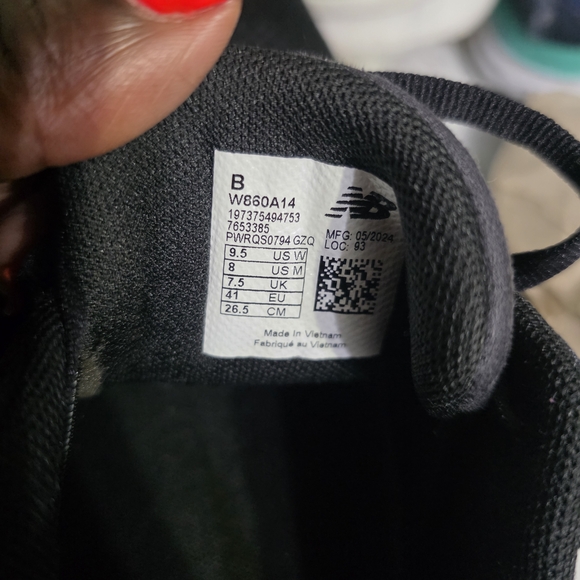 B
W860A14
197375494753
7653385
PWRQS0794 GZQ
NB
MFG: 05/2024
LOC: 93
9.5 US W
8 US M
7.5 UK
41 EU
26.5 CM
Made in Vietnam
Fabriqué au Vietnam